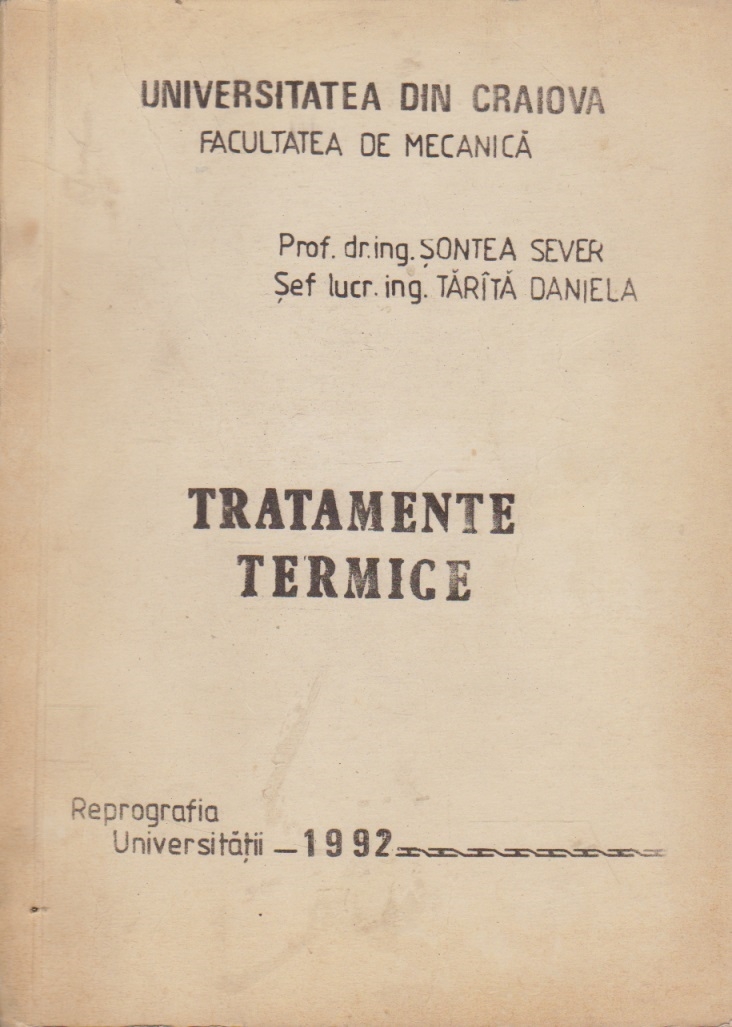 UNIVERSITATEA DIN CRAIOVA
FACULTATEA DE MECANICĂ
Prof. dr.ing. ȘONTEA SEVER
Șef lucr. ing. TĂRÎTĂ DANIELA
TRATAMENTE
TERMICE
Reprografia
Universității – 1992